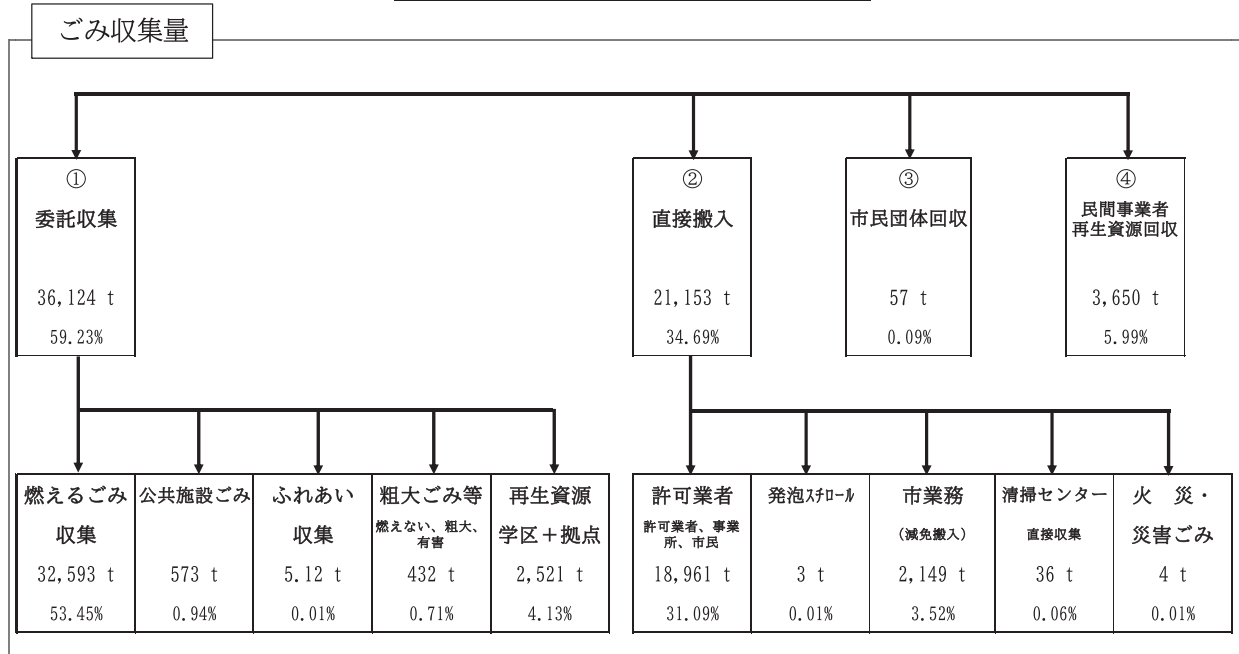 ごみ収集量
①
委託収集
36,124 t
59.23%
②
直接搬入
21,153 t
34.69%
③
市民団体回収
57 t
0.09%
④
民間事業者
再生資源回収
3,650 t
5.99%
燃えるごみ
収集
32,593 t
53.45%
公共施設ごみ
573 t
0.94%
ふれあい
収集
5.12 t
0.01%
粗大ごみ等
燃えない、粗大、
有害
432 t
0.71%
再生資源
学区＋拠点
2,521 t
4.13%
許可業者
許可業者、事業
所、市民
18,961 t
31.09%
発泡ｽﾁﾛｰﾙ
3 t
0.01%
市業務
（減免搬入）
2,149 t
3.52%
清掃センター
直接収集
36 t
0.06%
火　災・
災害ごみ
4 t
0.01%